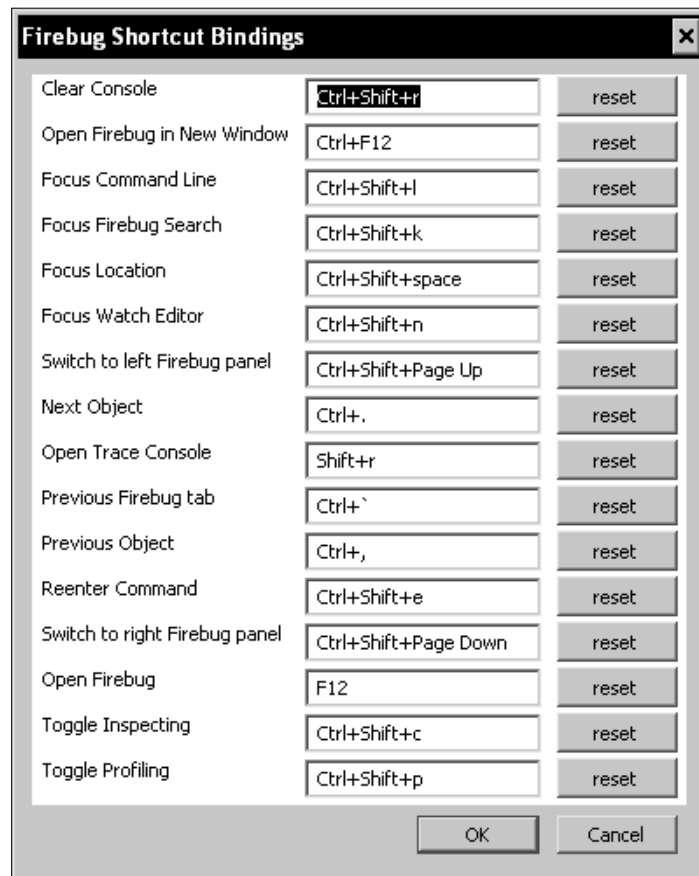 Firebug Shortcut Bindings
Clear Console Ctrl+Shift+r reset
Open Firebug in New Window Ctrl+F12 reset
Focus Command Line Ctrl+Shift+l reset
Focus Firebug Search Ctrl+Shift+k reset
Focus Location Ctrl+Shift+space reset
Focus Watch Editor Ctrl+Shift+n reset
Switch to left Firebug panel Ctrl+Shift+Page Up reset
Next Object Ctrl+. reset
Open Trace Console Shift+r reset
Previous Firebug tab Ctrl+` reset
Previous Object Ctrl+, reset
Reenter Command Ctrl+Shift+e reset
Switch to right Firebug panel Ctrl+Shift+Page Down reset
Open Firebug F12 reset
Toggle Inspecting Ctrl+Shift+c reset
Toggle Profiling Ctrl+Shift+p reset
OK Cancel